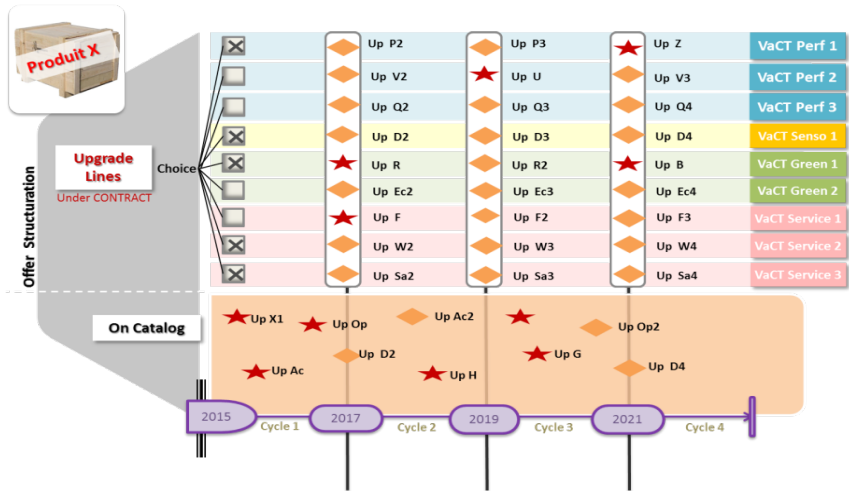 Produit X
Up P2 Up P3 Up Z VaCT Perf 1
Up V2 Up U Up V3 VaCT Perf 2
Up Q2 Up Q3 Up Q4 VaCT Perf 3
Up D2 Up D3 Up D4 VaCT Senso 1
Upgrade Lines
Under CONTRACT
Choice
Up R Up R2 Up B VaCT Green 1
Up Ec2 Up Ec3 Up Ec4 VaCT Green 2
Up F Up F2 Up F3 VaCT Service 1
Up W2 Up W3 Up W4 VaCT Service 2
Up Sa2 Up Sa3 Up Sa4 VaCT Service 3
Offer Structuration
On Catalog
Up X1 Up Op Up Ac2 Up Op2
Up Ac Up D2 Up H Up G Up D4
2015 2017 2019 2021
Cycle 1 Cycle 2 Cycle 3 Cycle 4